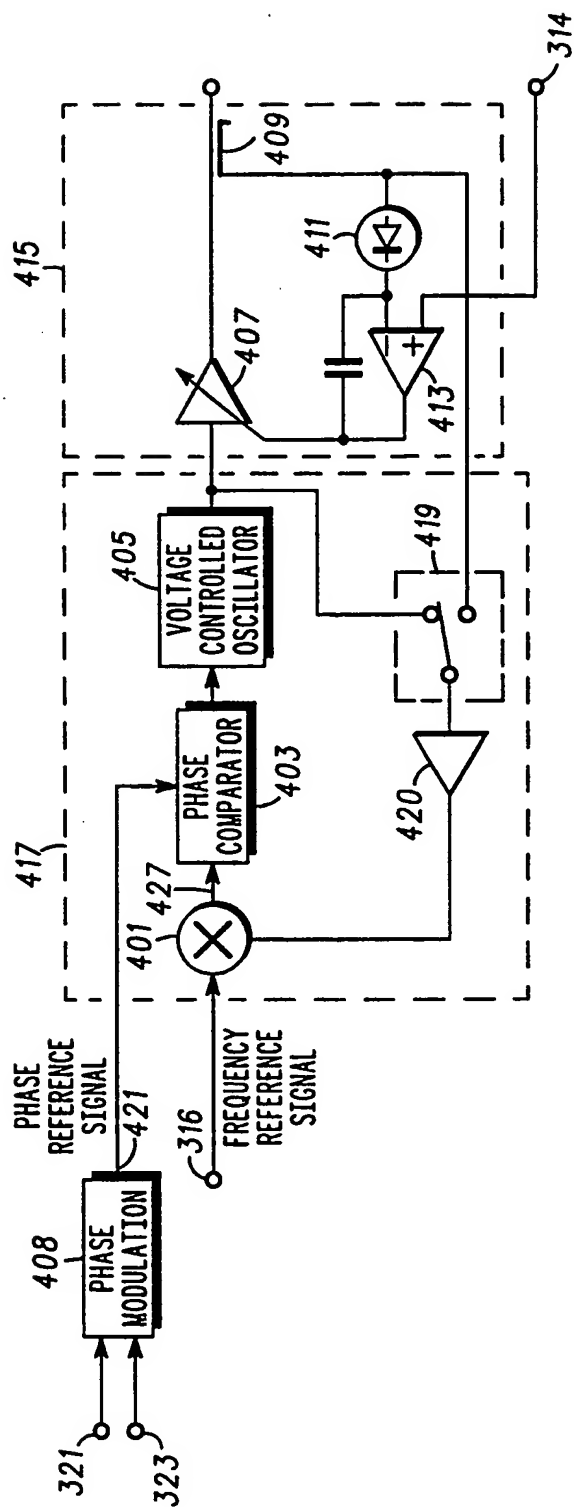 321
323
408
PHASE
MODULATION
421
PHASE
REFERENCE
SIGNAL
316
FREQUENCY
REFERENCE
SIGNAL
417
401
427
PHASE
COMPARATOR
403
405
VOLTAGE
CONTROLLED
OSCILLATOR
420
419
415
407
409
411
413
314